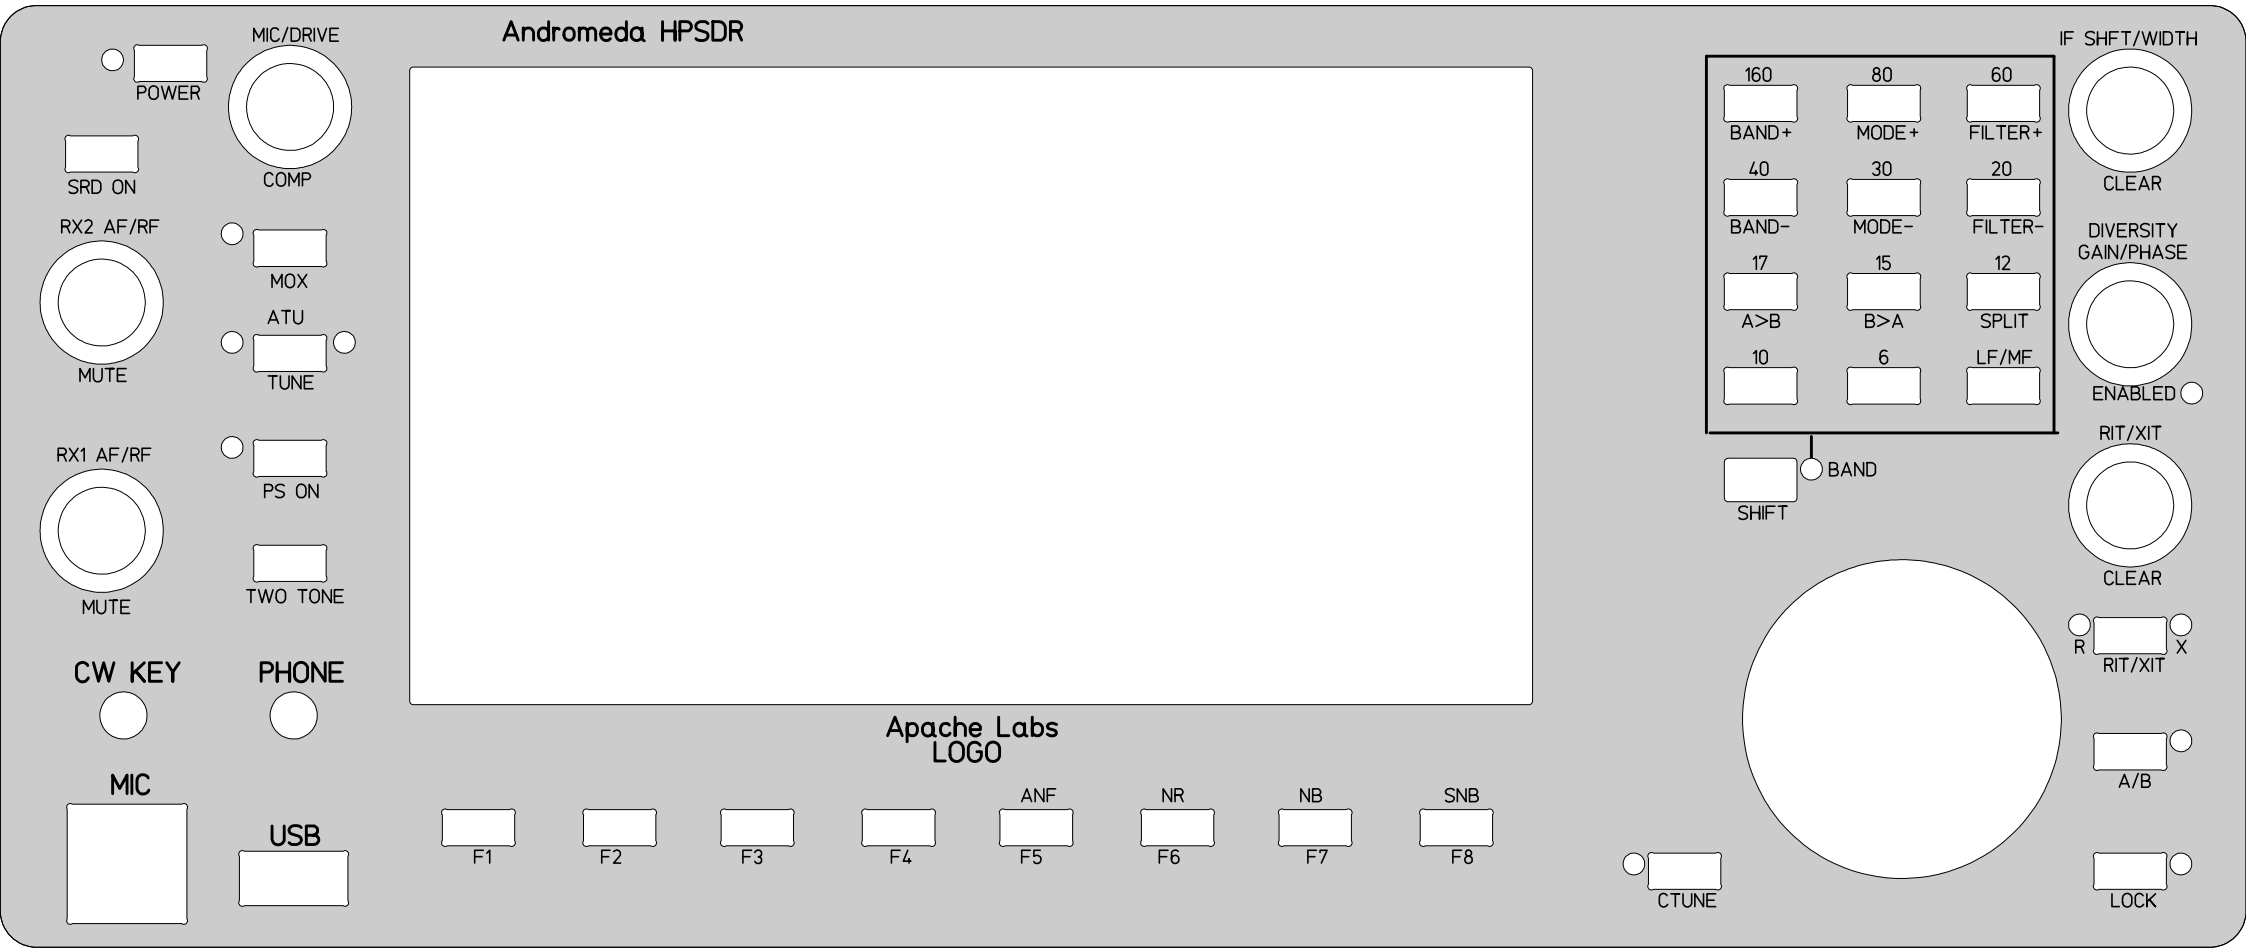 Andromeda HPSDR
MIC/DRIVE
POWER
COMP
SRD ON
RX2 AF/RF
MUTE
MOX
ATU
TUNE
RX1 AF/RF
MUTE
PS ON
TWO TONE
CW KEY
PHONE
MIC
USB
Apache Labs
LOGO
ANF NR NB SNB
F1 F2 F3 F4 F5 F6 F7 F8
160 80 60
BAND+ MODE+ FILTER+
40 30 20
BAND- MODE- FILTER-
17 15 12
A>B B>A SPLIT
10 6 LF/MF
BAND
SHIFT
IF SHFT/WIDTH
CLEAR
DIVERSITY
GAIN/PHASE
ENABLED
RIT/XIT
CLEAR
R X
RIT/XIT
A/B
CTUNE
LOCK